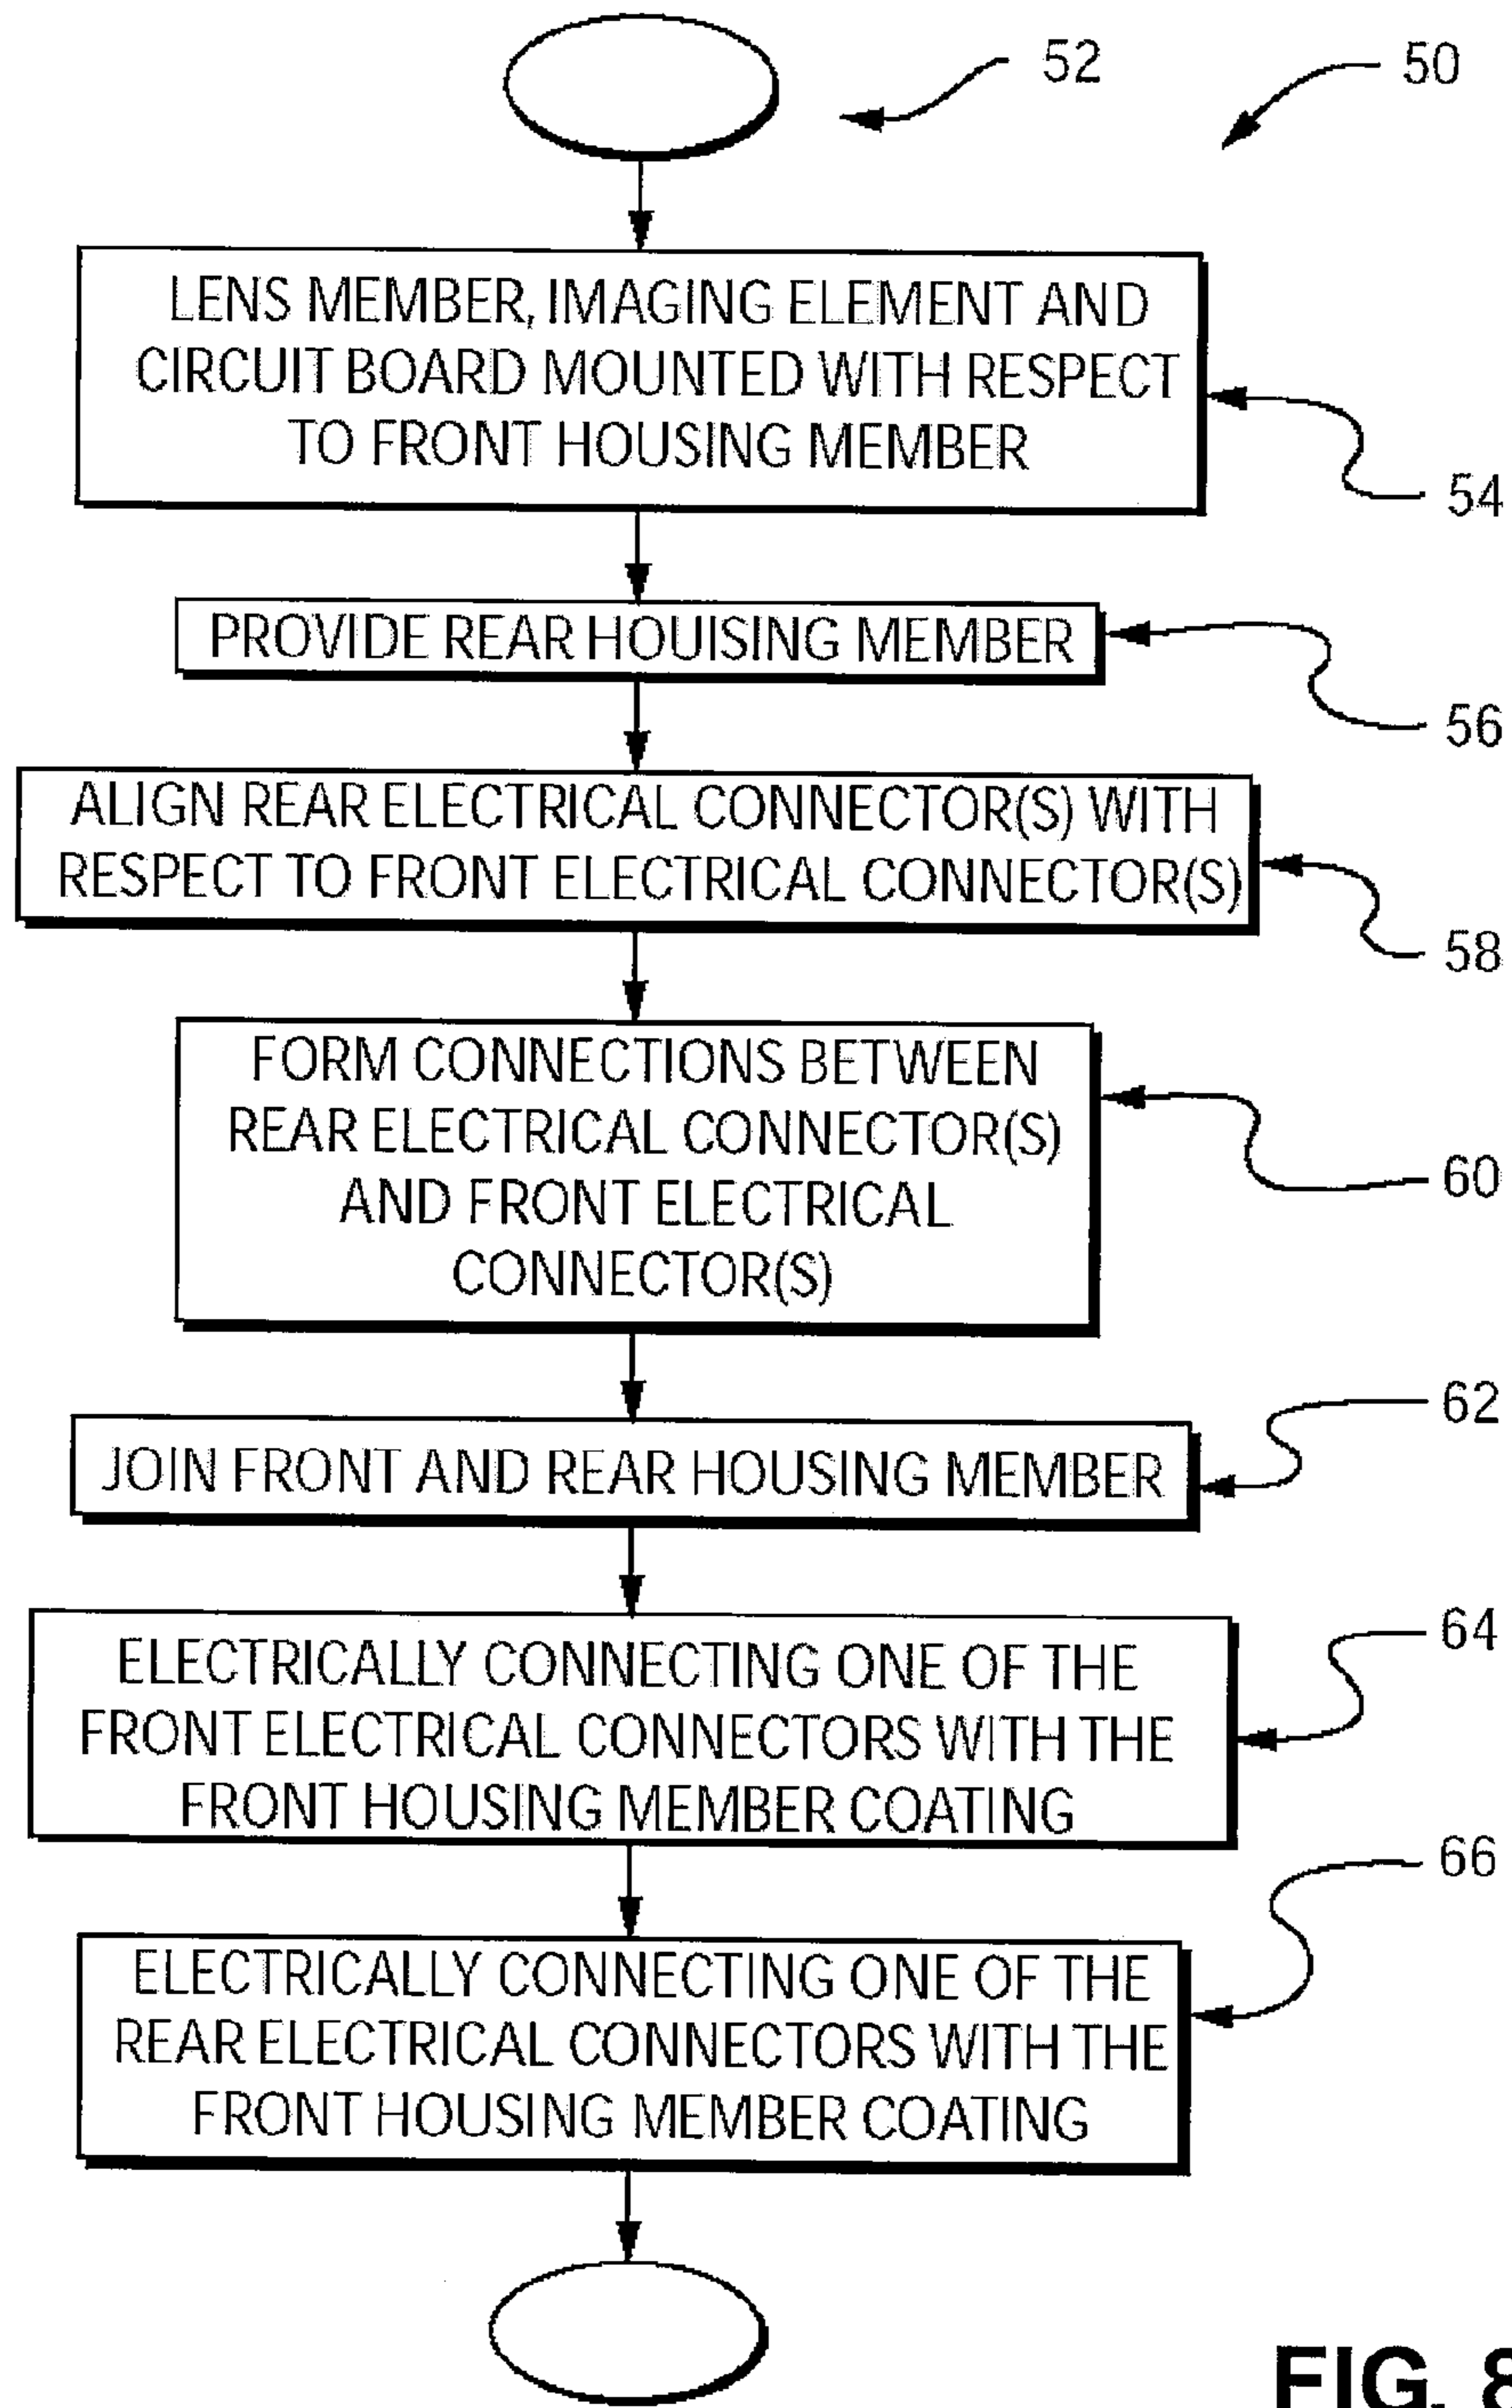 52
50
LENS MEMBER, IMAGING ELEMENT AND
CIRCUIT BOARD MOUNTED WITH RESPECT
TO FRONT HOUSING MEMBER
54
PROVIDE REAR HOUISING MEMBER
56
ALIGN REAR ELECTRICAL CONNECTOR(S) WITH
RESPECT TO FRONT ELECTRICAL CONNECTOR(S)
58
FORM CONNECTIONS BETWEEN
REAR ELECTRICAL CONNECTOR(S)
AND FRONT ELECTRICAL
CONNECTOR(S)
60
62
JOIN FRONT AND REAR HOUSING MEMBER
64
ELECTRICALLY CONNECTING ONE OF THE
FRONT ELECTRICAL CONNECTORS WITH THE
FRONT HOUSING MEMBER COATING
66
ELECTRICALLY CONNECTING ONE OF THE
REAR ELECTRICAL CONNECTORS WITH THE
FRONT HOUSING MEMBER COATING
FIG. 8